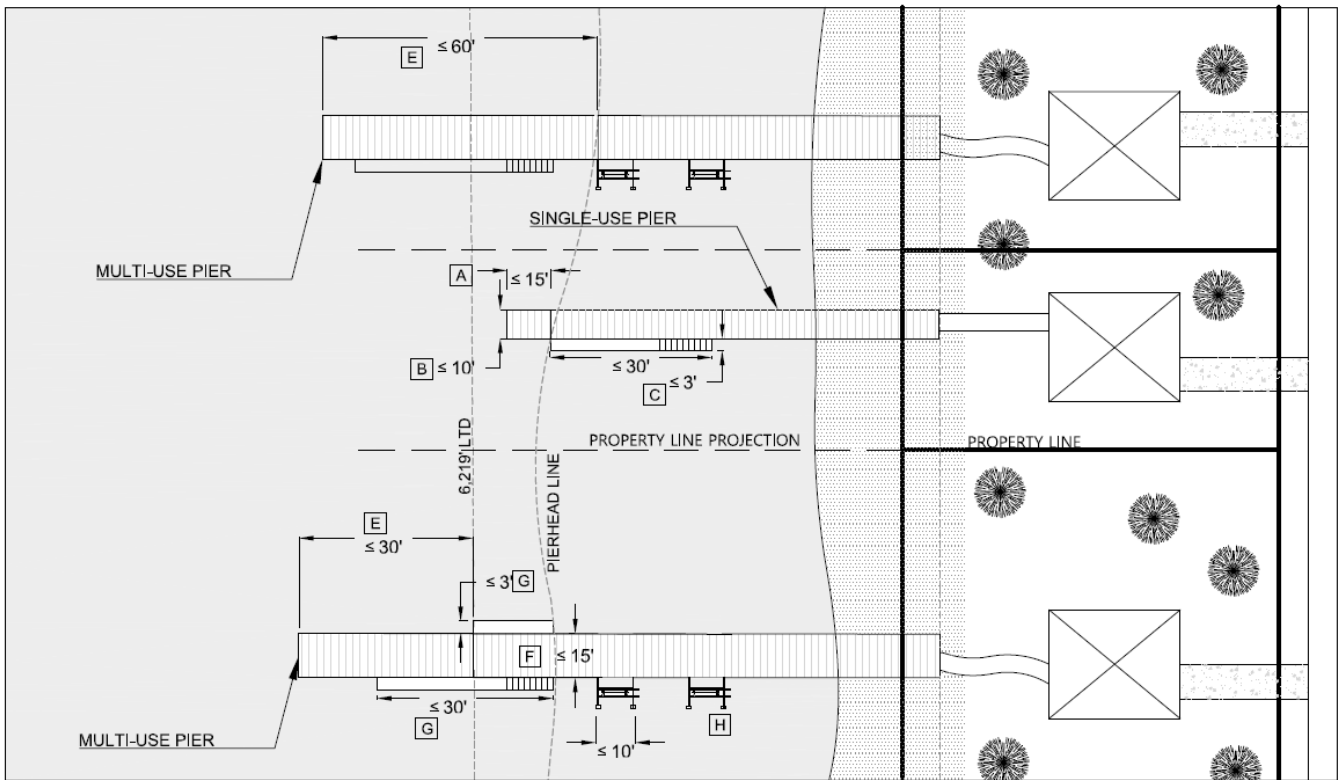 ≤ 60'
E
SINGLE-USE PIER
MULTI-USE PIER
A
≤ 15'
B
≤ 10'
≤ 30'
C
≤ 3'
PROPERTY LINE PROJECTION
PROPERTY LINE
6,219' LTD
PIERHEAD LINE
E
≤ 30'
≤ 3'
G
F
≤ 15'
≤ 30'
G
H
≤ 10'
MULTI-USE PIER